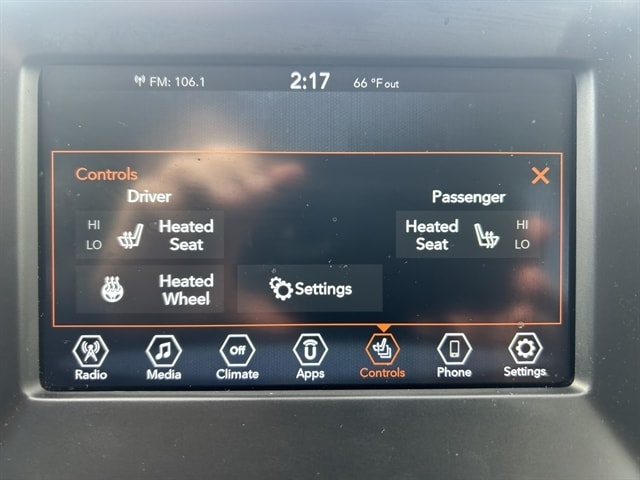 FM: 106.1 2:17 66 °F out
Controls
Driver Passenger
HI Heated Heated HI
LO Seat Seat LO
Heated
Wheel
Settings
Off
Radio Media Climate Apps Controls Phone Settings